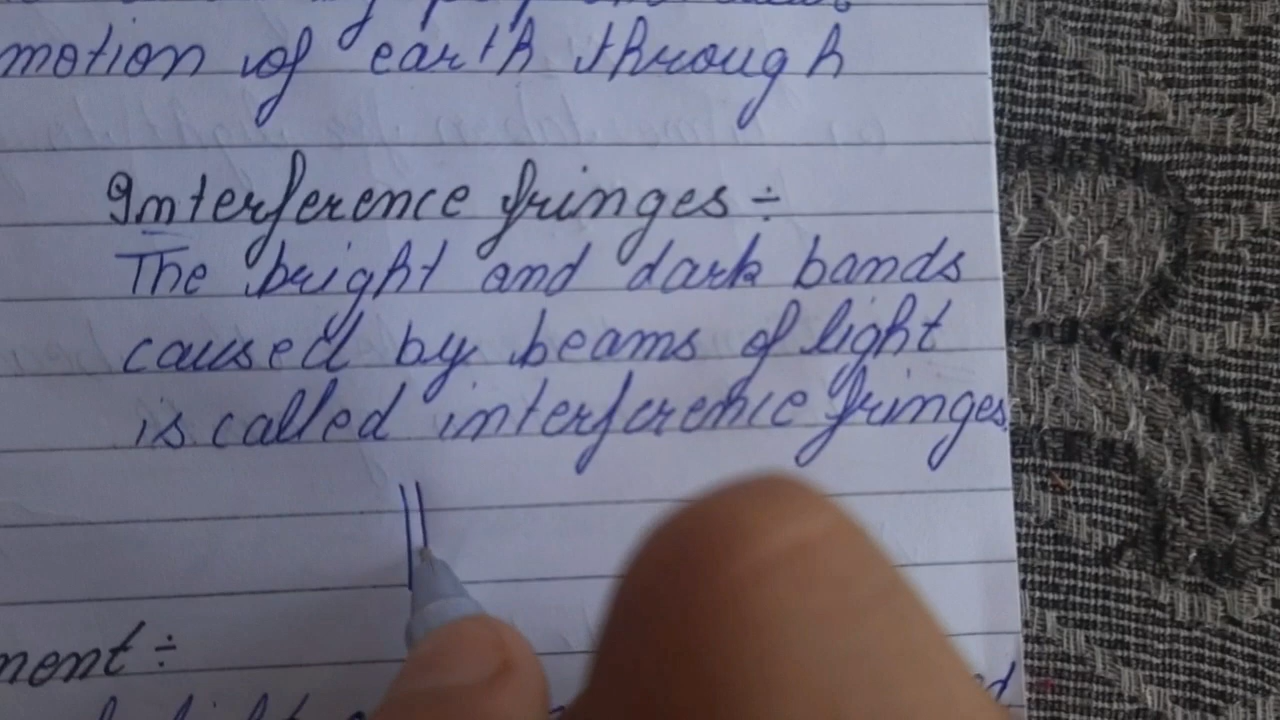 motion of earth through
Interference fringes ÷
The bright and dark bands
caused by beams of light
is called interference fringes.
ment ÷